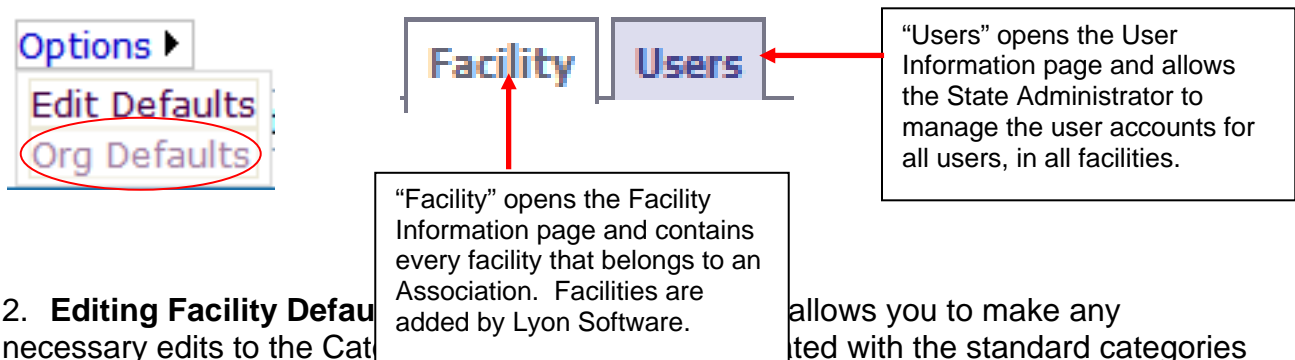 Options
Edit Defaults
Org Defaults
Facility
Users
“Users” opens the User
Information page and allows
the State Administrator to
manage the user accounts for
all users, in all facilities.
“Facility” opens the Facility
Information page and contains
every facility that belongs to an
Association. Facilities are
added by Lyon Software.
2. Editing Facility allows you to make any
necessary edits to the with the standard categories